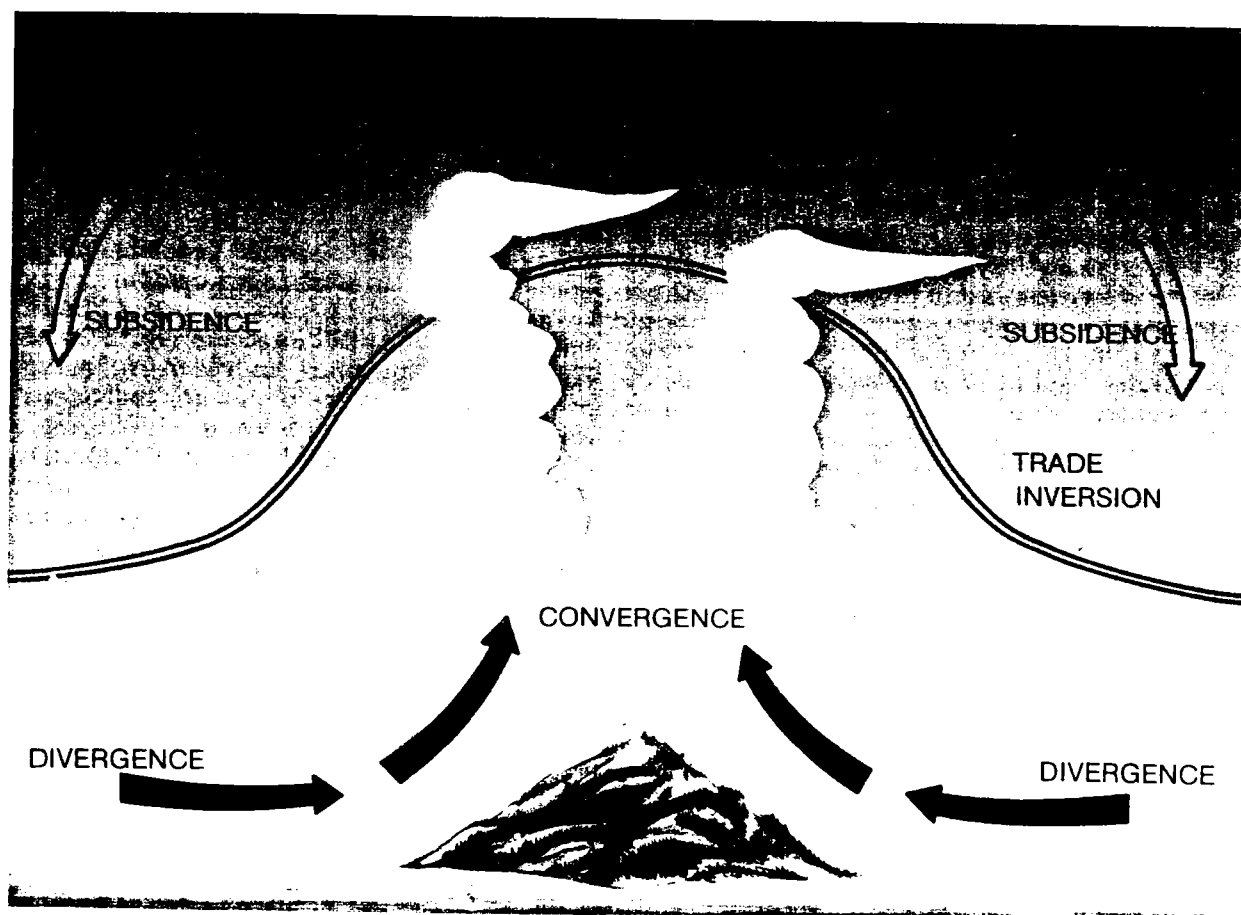 SUBSIDENCE
SUBSIDENCE
TRADE
INVERSION
CONVERGENCE
DIVERGENCE
DIVERGENCE